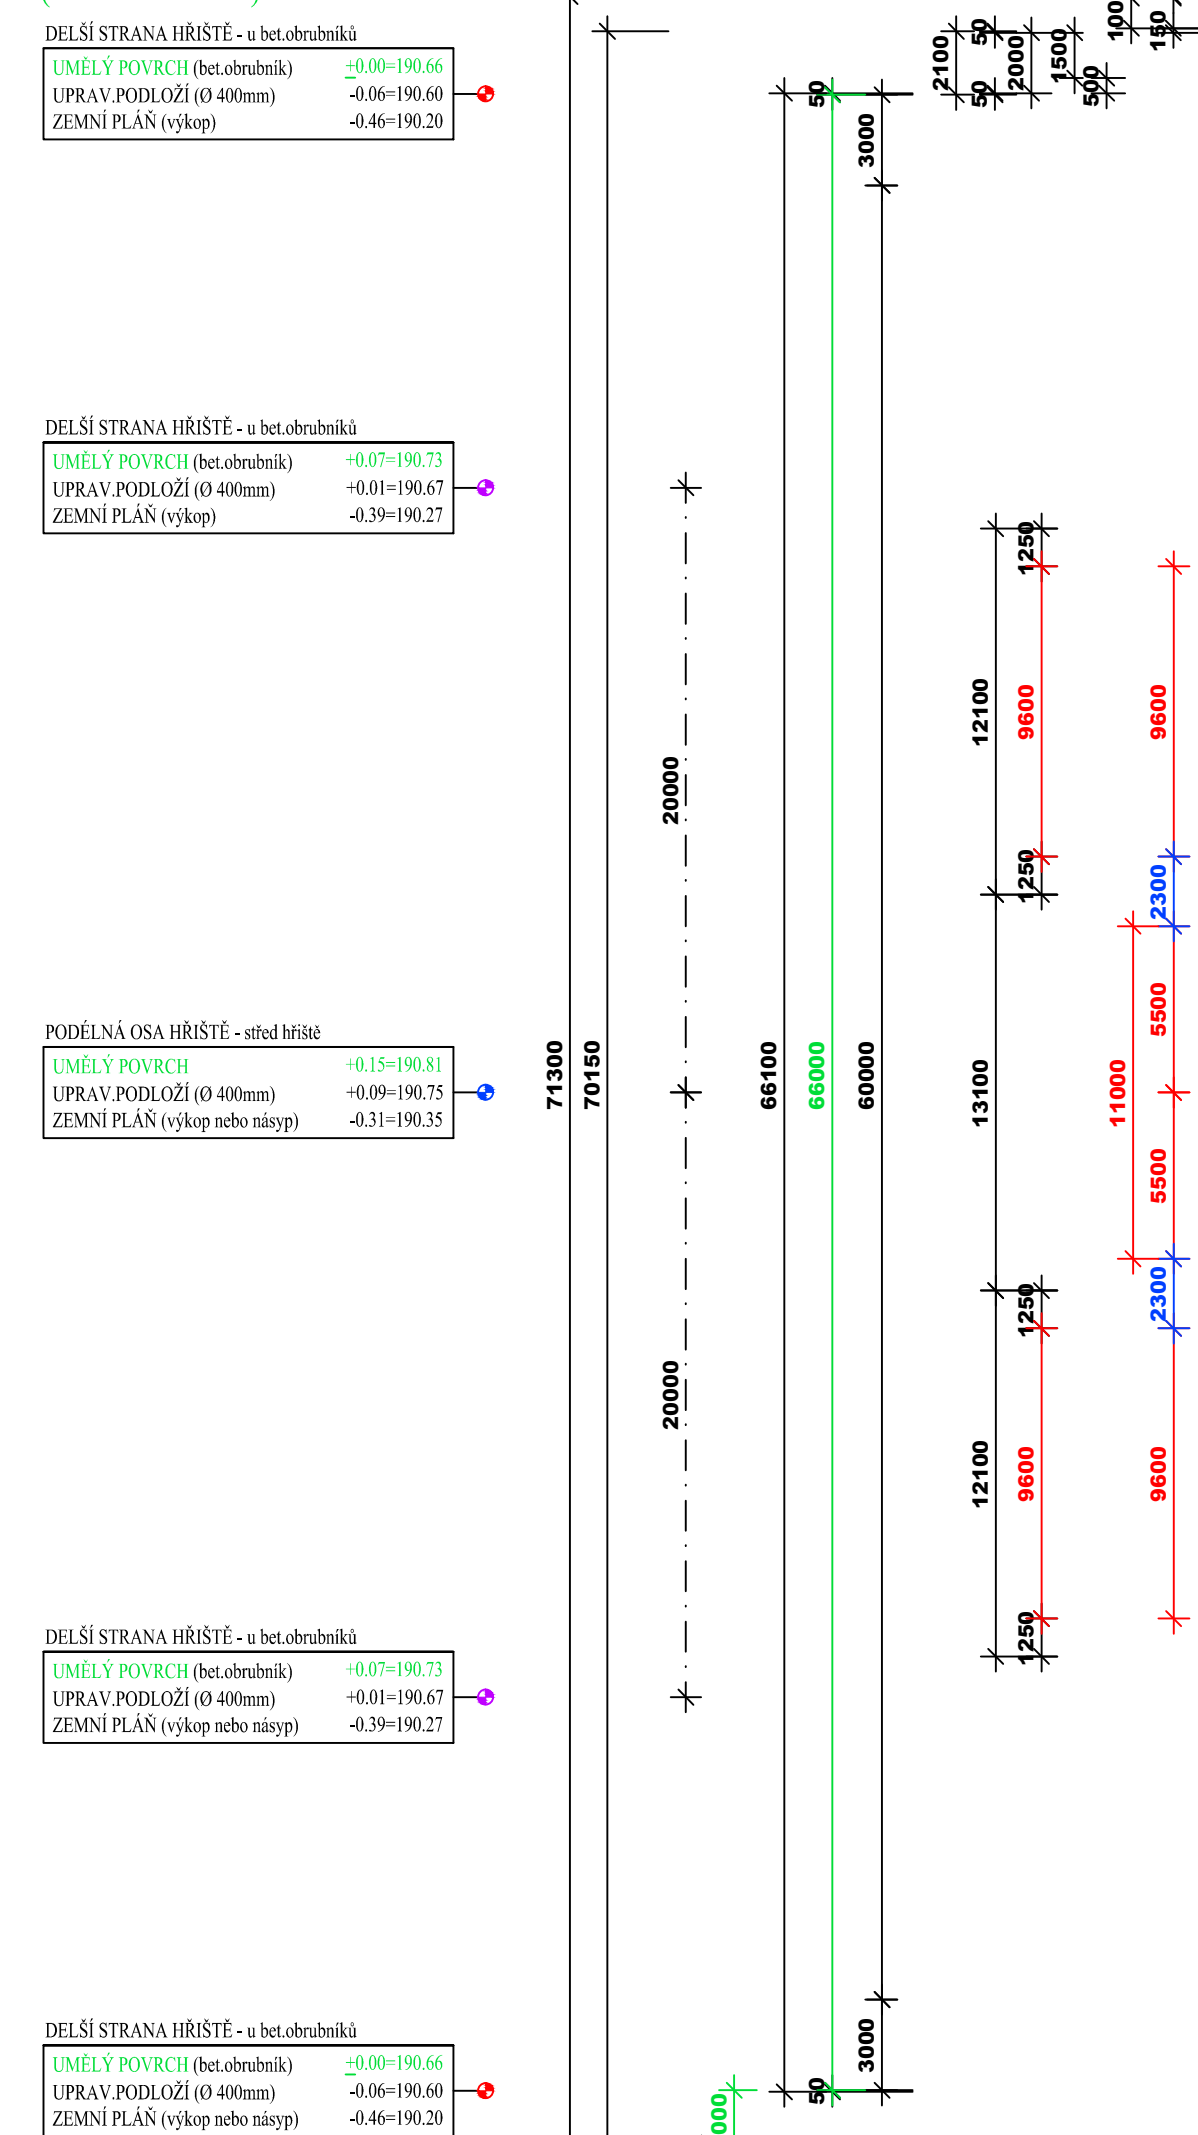 DELŠÍ STRANA HŘIŠTĚ - u bet.obrubníků
UMĚLÝ POVRCH (bet.obrubník) ±0.00=190.66
UPRAV.PODLOŽÍ (Ø 400mm) -0.06=190.60
ZEMNÍ PLÁŇ (výkop) -0.46=190.20
50
3000
2100
50
50
2000
1500
500
100
150
DELŠÍ STRANA HŘIŠTĚ - u bet.obrubníků
UMĚLÝ POVRCH (bet.obrubník) +0.07=190.73
UPRAV.PODLOŽÍ (Ø 400mm) +0.01=190.67
ZEMNÍ PLÁŇ (výkop) -0.39=190.27
20000
12100
1250
9600
1250
9600
2300
PODÉLNÁ OSA HŘIŠTĚ - střed hřiště
UMĚLÝ POVRCH +0.15=190.81
UPRAV.PODLOŽÍ (Ø 400mm) +0.09=190.75
ZEMNÍ PLÁŇ (výkop nebo násyp) -0.31=190.35
71300
70150
66100
66000
60000
13100
11000
5500
5500
20000
12100
1250
9600
1250
2300
9600
DELŠÍ STRANA HŘIŠTĚ - u bet.obrubníků
UMĚLÝ POVRCH (bet.obrubník) +0.07=190.73
UPRAV.PODLOŽÍ (Ø 400mm) +0.01=190.67
ZEMNÍ PLÁŇ (výkop nebo násyp) -0.39=190.27
DELŠÍ STRANA HŘIŠTĚ - u bet.obrubníků
UMĚLÝ POVRCH (bet.obrubník) ±0.00=190.66
UPRAV.PODLOŽÍ (Ø 400mm) -0.06=190.60
ZEMNÍ PLÁŇ (výkop nebo násyp) -0.46=190.20
3000
50
000